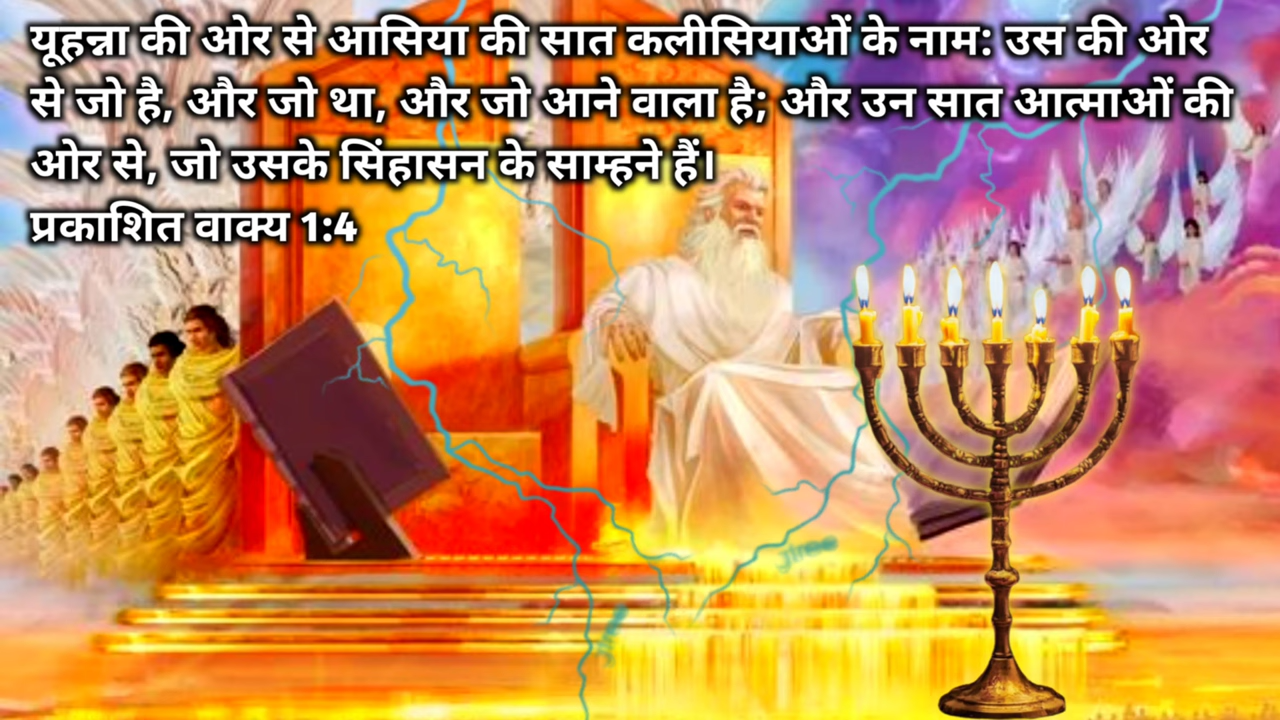 यूहन्ना की ओर से आसिया की सात कलीसियाओं के नाम: उस की ओर
से जो है, और जो था, और जो आने वाला है; और उन सात आत्माओं की
ओर से, जो उसके सिंहासन के साम्हने हैं।
प्रकाशित वाक्य 1:4